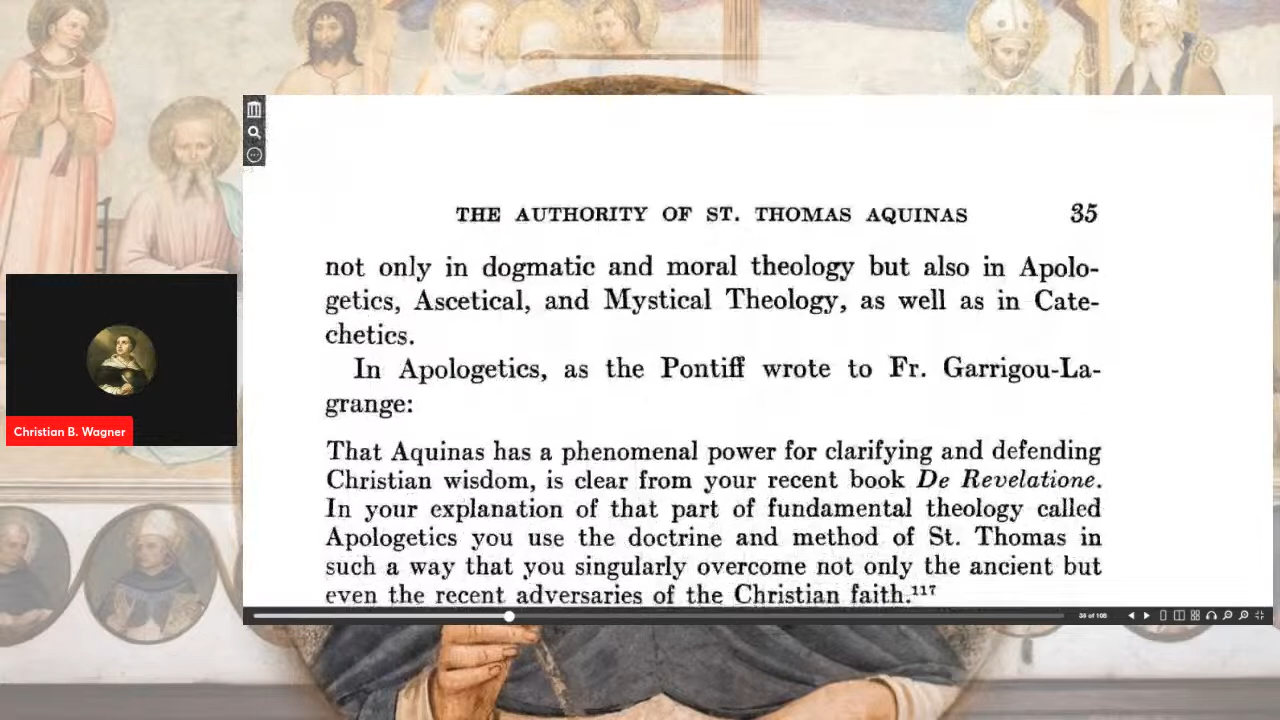 THE AUTHORITY OF ST. THOMAS AQUINAS 35
not only in dogmatic and moral theology but also in Apolo-
getics, Ascetical, and Mystical Theology, as well as in Cate-
chetics.
In Apologetics, as the Pontiff wrote to Fr. Garrigou-La-
grange:
That Aquinas has a phenomenal power for clarifying and defending
Christian wisdom, is clear from your recent book De Revelatione.
In your explanation of that part of fundamental theology called
Apologetics you use the doctrine and method of St. Thomas in
such a way that you singularly overcome not only the ancient but
even the recent adversaries of the Christian faith.¹¹⁷
Christian B. Wagner